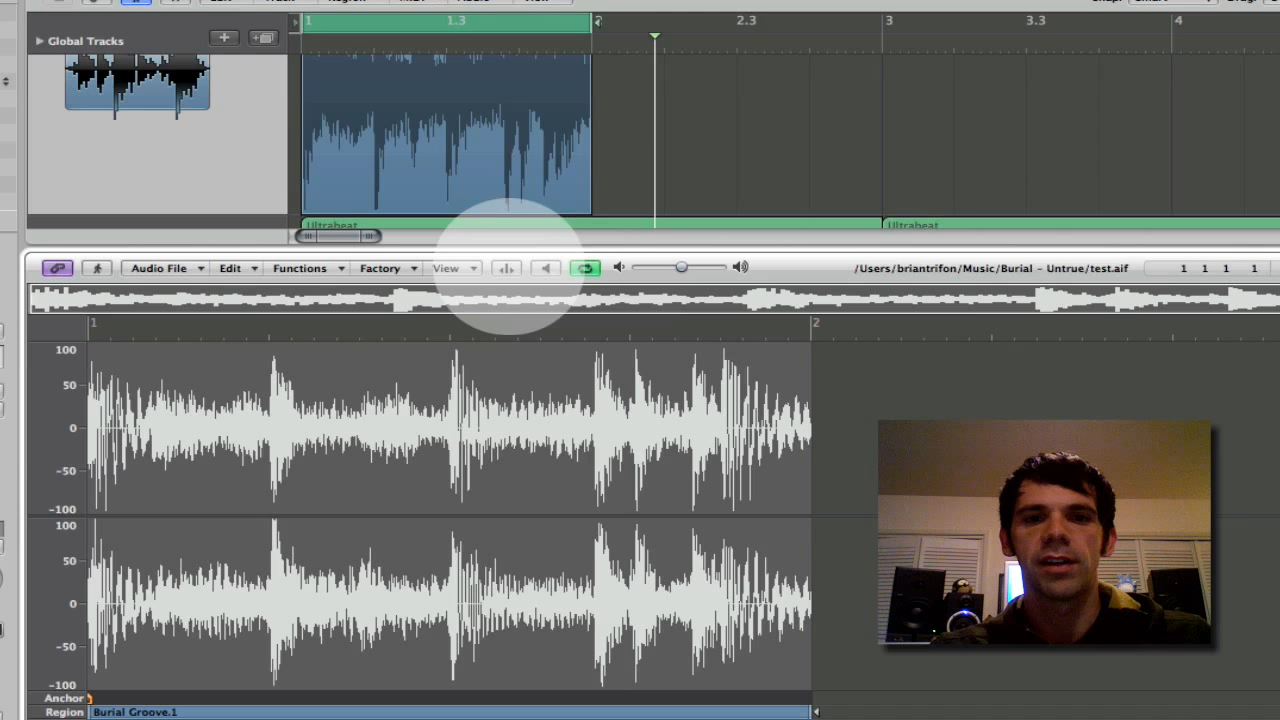 1 1.3 2 2.3 3 3.3 4
Global Tracks
Ultrabeat Ultrabeat
Audio File Edit Functions Factory View /Users/briantrifon/Music/Burial - Untrue/test.aif 1 1 1 1
1 2
100
50
0
-50
-100
100
50
0
-50
-100
Anchor
Region Burial Groove.1